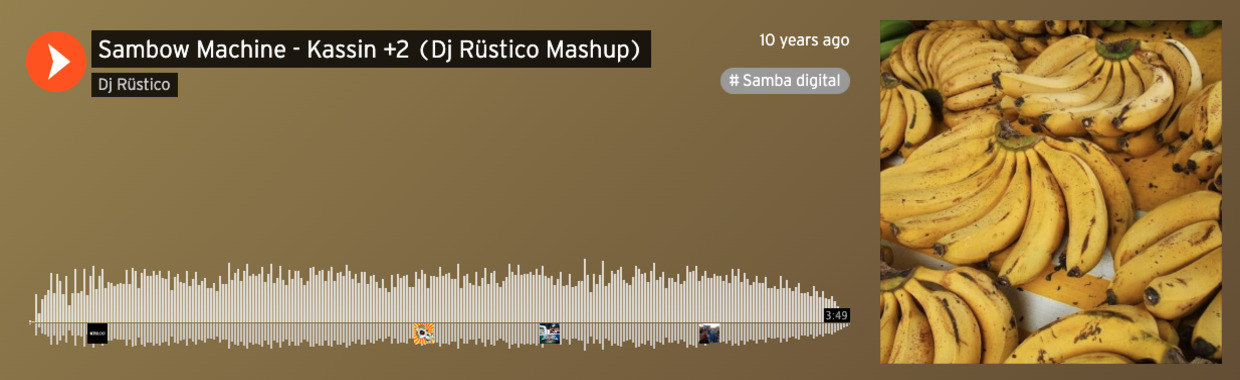 Sambow Machine - Kassin +2 (Dj Rüstico Mashup)
Dj Rüstico
10 years ago
# Samba digital
3:49